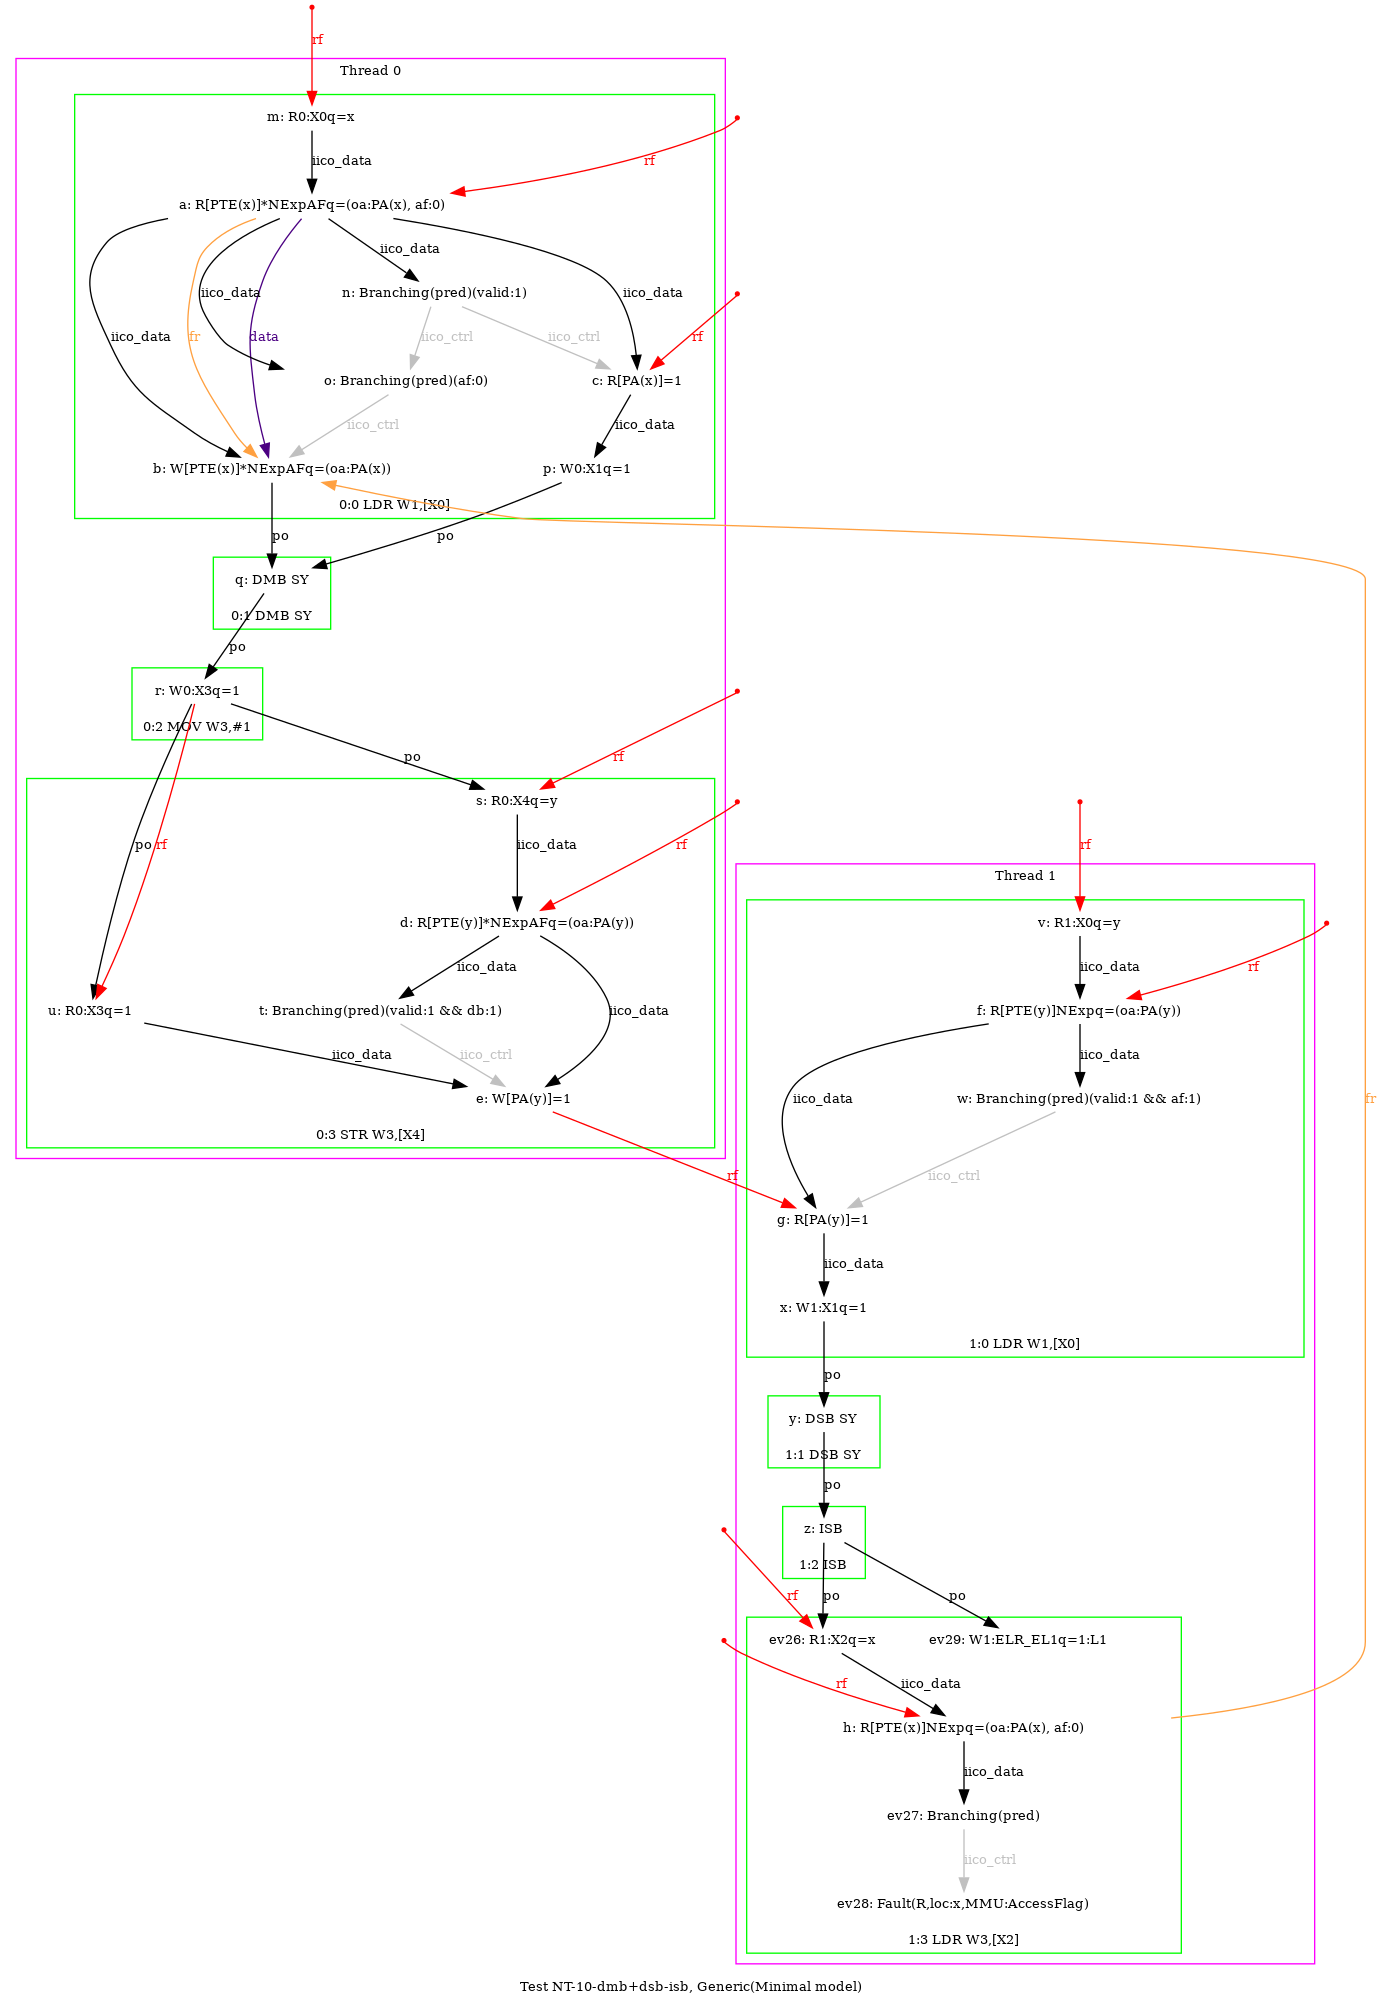 rf
Thread 0
m: R0:X0q=x
iico_data
rf
a: R[PTE(x)]*NExpAFq=(oa:PA(x), af:0)
iico_data
iico_data
n: Branching(pred)(valid:1)
iico_data
fr
data
iico_data
iico_ctrl
iico_ctrl
rf
o: Branching(pred)(af:0)
c: R[PA(x)]=1
iico_ctrl
iico_data
b: W[PTE(x)]*NExpAFq=(oa:PA(x))
p: W0:X1q=1
0:0 LDR W1,[X0]
po
po
q: DMB SY
0:1 DMB SY
po
r: W0:X3q=1
0:2 MOV W3,#1
po
rf
s: R0:X4q=y
po
rf
iico_data
rf
rf
Thread 1
d: R[PTE(y)]*NExpAFq=(oa:PA(y))
v: R1:X0q=y
iico_data
iico_data
rf
u: R0:X3q=1
t: Branching(pred)(valid:1 && db:1)
iico_data
f: R[PTE(y)]NExpq=(oa:PA(y))
iico_data
iico_ctrl
iico_data
e: W[PA(y)]=1
iico_data
w: Branching(pred)(valid:1 && af:1)
fr
0:3 STR W3,[X4]
rf
iico_ctrl
g: R[PA(y)]=1
iico_data
x: W1:X1q=1
1:0 LDR W1,[X0]
po
y: DSB SY
1:1 DSB SY
po
z: ISB
1:2 ISB
rf
po
po
ev26: R1:X2q=x
ev29: W1:ELR_EL1q=1:L1
rf
iico_data
h: R[PTE(x)]NExpq=(oa:PA(x), af:0)
iico_data
ev27: Branching(pred)
iico_ctrl
ev28: Fault(R,loc:x,MMU:AccessFlag)
1:3 LDR W3,[X2]
Test NT-10-dmb+dsb-isb, Generic(Minimal model)